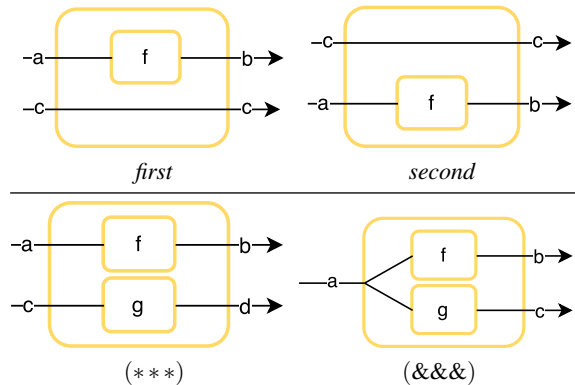 a f b
c c
first
c c
a f b
second
a f b
c g d
(∗∗∗)
f b
a
g c
(&&&)